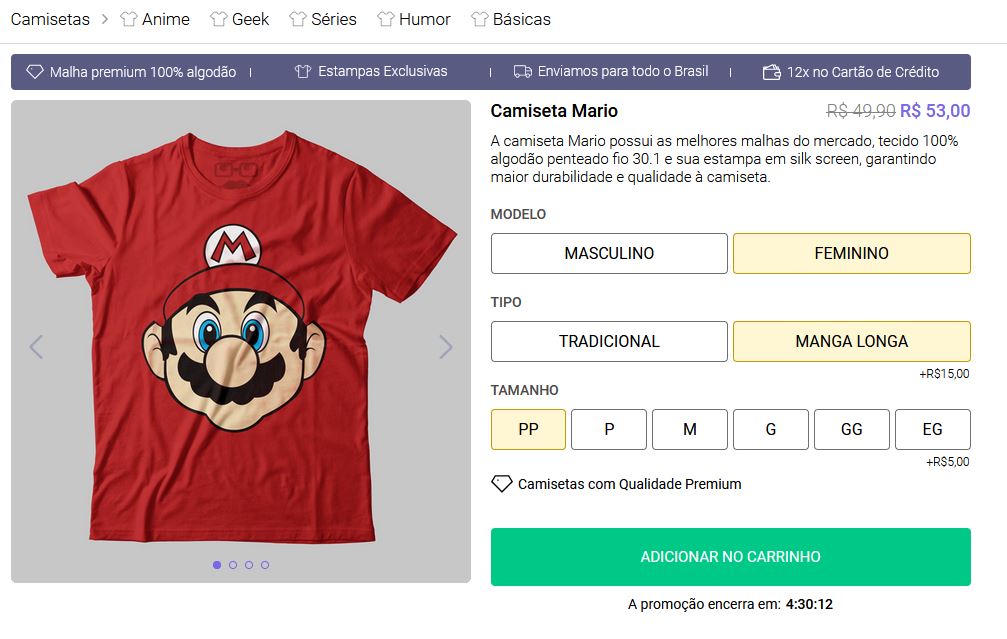 Camisetas > Anime Geek Séries Humor Básicas
Malha premium 100% algodão | Estampas Exclusivas | Enviamos para todo o Brasil | 12x no Cartão de Crédito
Camiseta Mario R$ 49,90 R$ 53,00
A camiseta Mario possui as melhores malhas do mercado, tecido 100%
algodão penteado fio 30.1 e sua estampa em silk screen, garantindo
maior durabilidade e qualidade à camiseta.
MODELO
MASCULINO FEMININO
TIPO
TRADICIONAL MANGA LONGA
+R$15,00
TAMANHO
PP P M G GG EG
+R$5,00
Camisetas com Qualidade Premium
ADICIONAR NO CARRINHO
A promoção encerra em: 4:30:12
M